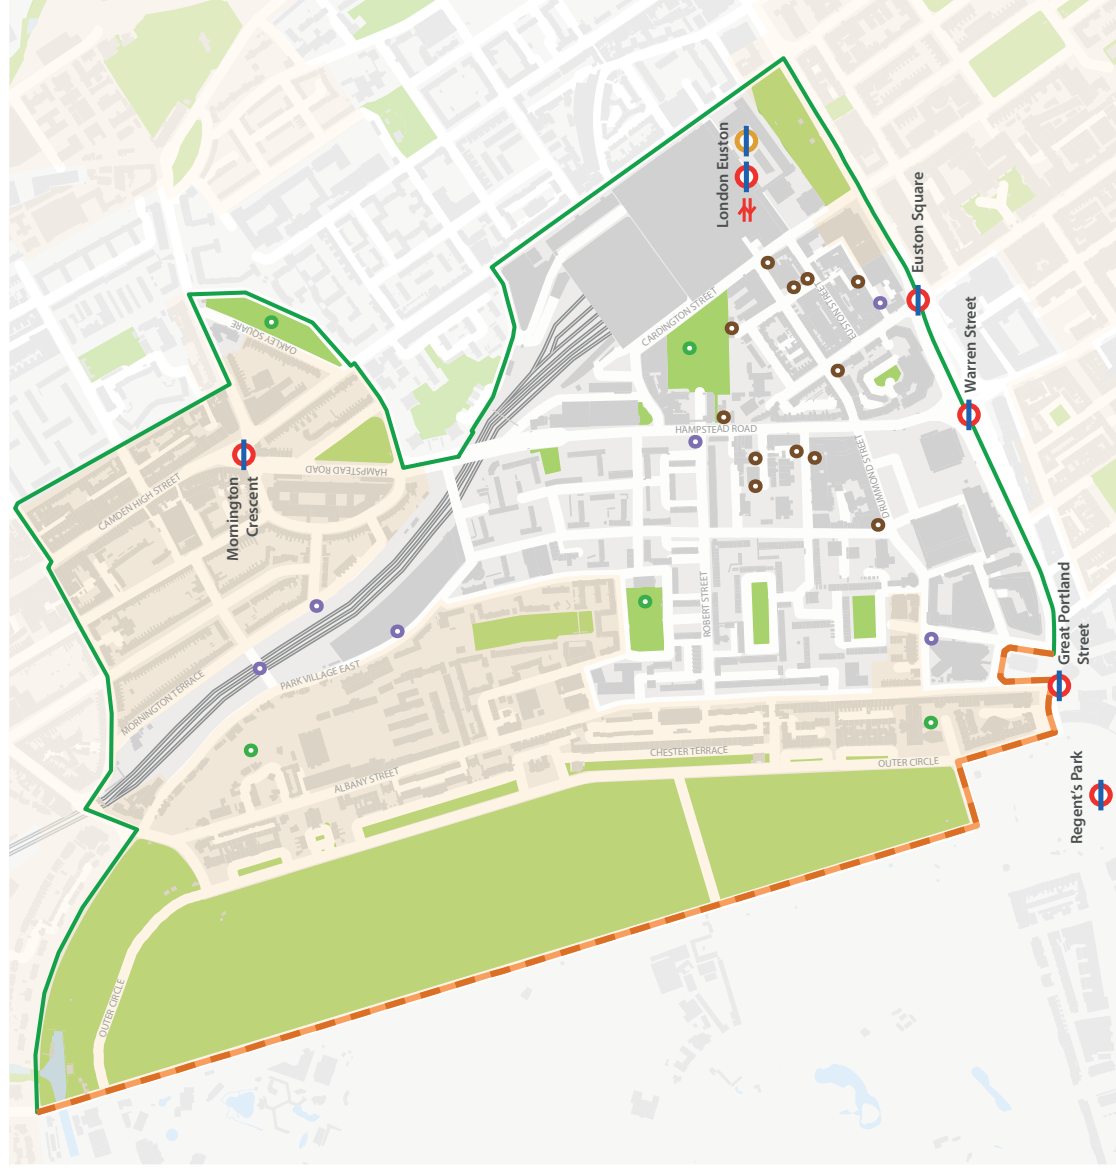 London Euston
Euston Square
Warren Street
CARDINGTON STREET
EUSTON STREET
OAKLEY SQUARE
HAMPSTEAD ROAD
HAMPSTEAD ROAD
CAMDEN HIGH STREET
Mornington
Crescent
DRUMMOND STREET
ROBERT STREET
Great Portland
Street
MORNINGTON TERRACE
PARK VILLAGE EAST
ALBANY STREET
CHESTER TERRACE
OUTER CIRCLE
Regent's Park
OUTER CIRCLE